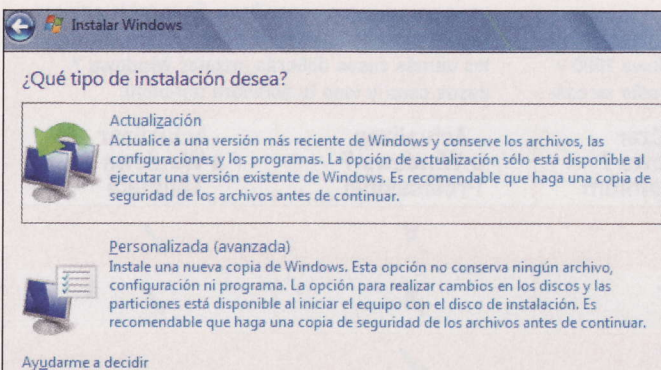 Instalar Windows
¿Qué tipo de instalación desea?
Actualización
Actualice a una versión más reciente de Windows y conserve los archivos, las
configuraciones y los programas. La opción de actualización sólo está disponible al
ejecutar una versión existente de Windows. Es recomendable que haga una copia de
seguridad de los archivos antes de continuar.
Personalizada (avanzada)
Instale una nueva copia de Windows. Esta opción no conserva ningún archivo,
configuración ni programa. La opción para realizar cambios en los discos y las
particiones está disponible al iniciar el equipo con el disco de instalación. Es
recomendable que haga una copia de seguridad de los archivos antes de continuar.
Ayudarme a decidir